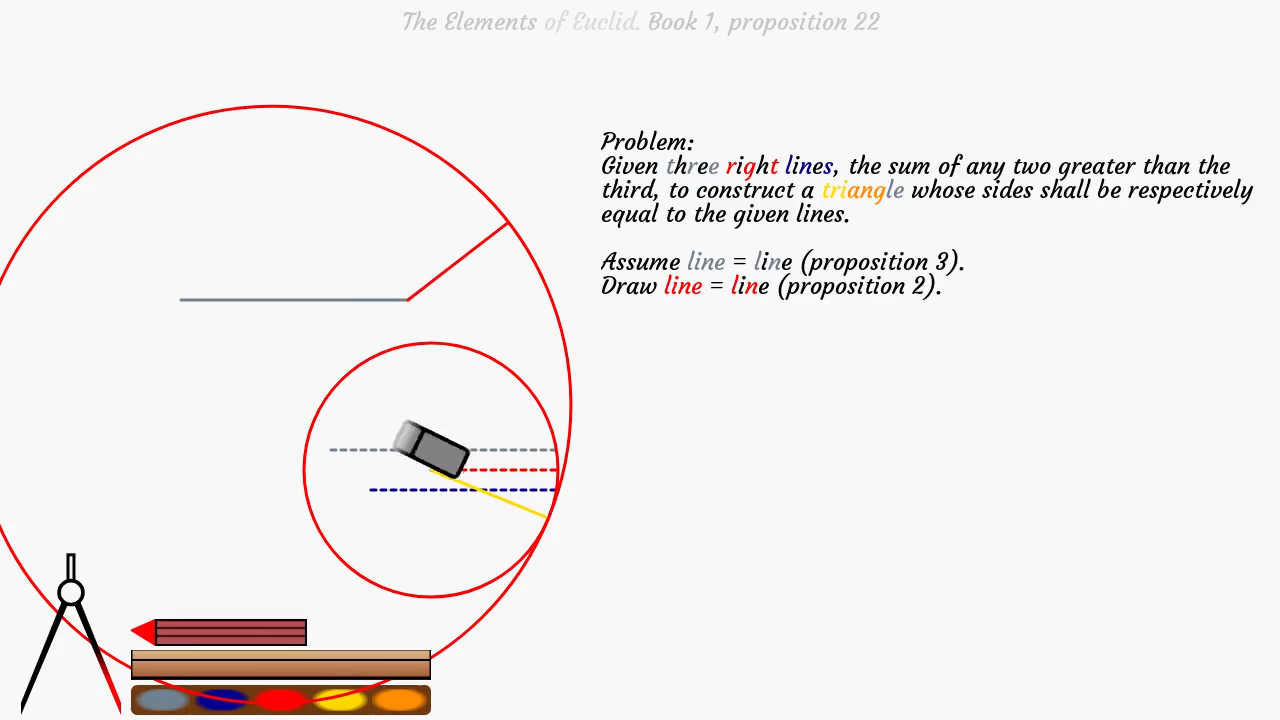 The Elements of Euclid. Book 1, proposition 22
Problem:
Given three right lines, the sum of any two greater than the
third, to construct a triangle whose sides shall be respectively
equal to the given lines.
Assume line = line (proposition 3).
Draw line = line (proposition 2).